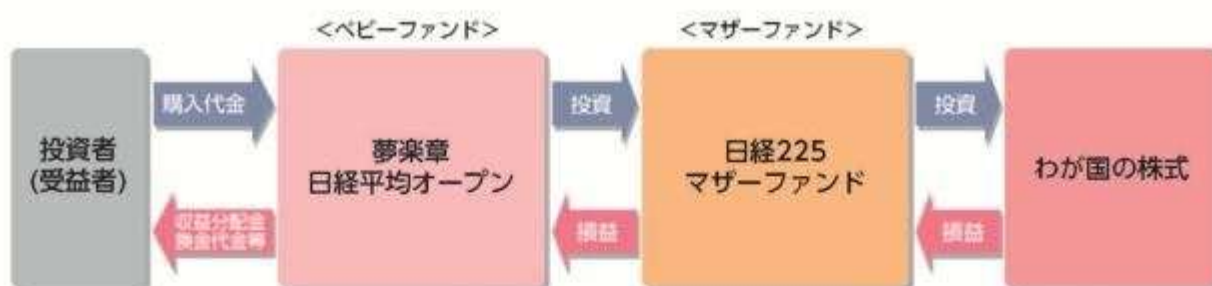 <ベビーファンド>
<マザーファンド>
投資者
(受益者)
購入代金
収益分配金
換金代金等
夢楽章
日経平均オープン
投資
損益
日経225
マザーファンド
投資
損益
わが国の株式